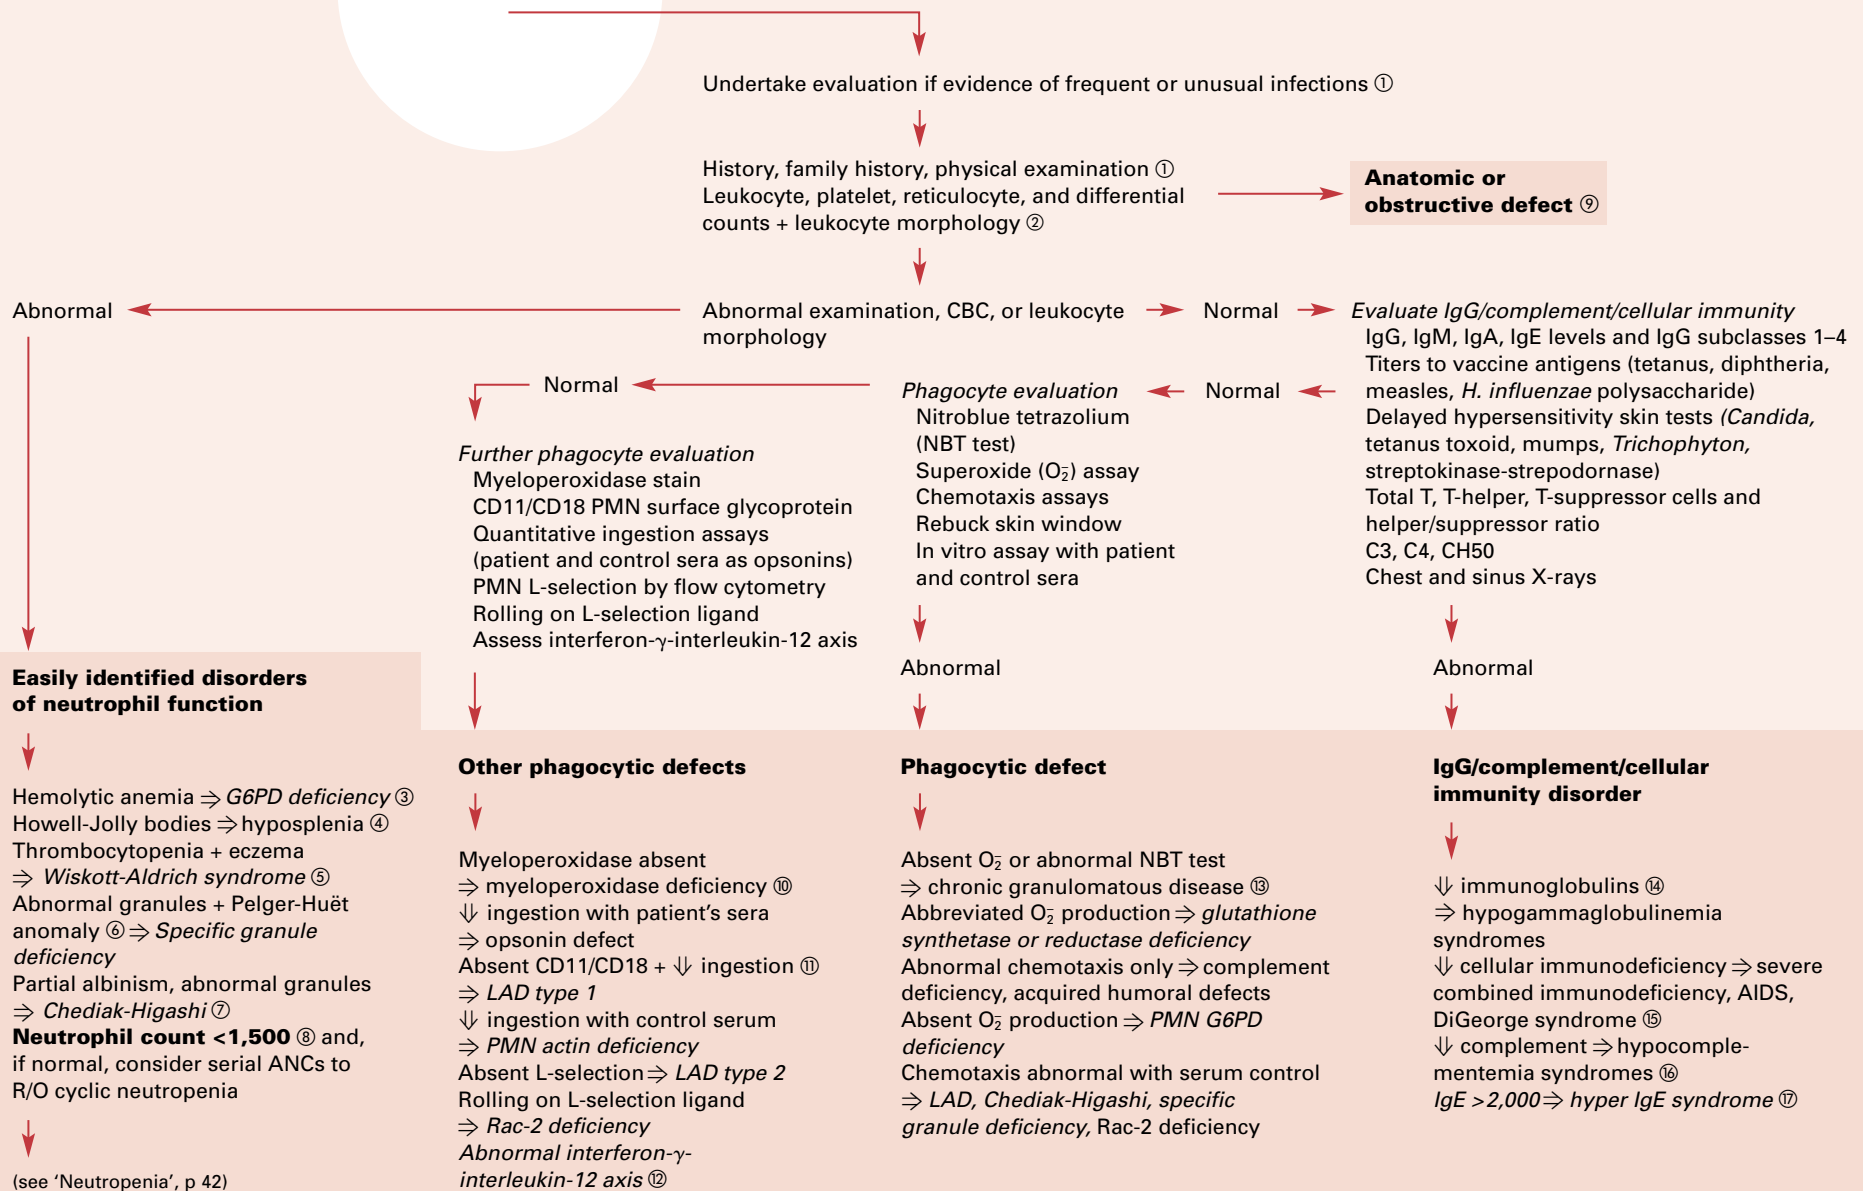 Undertake evaluation if evidence of frequent or unusual infections ①
History, family history, physical examination ①
Leukocyte, platelet, reticulocyte, and differential
counts + leukocyte morphology ②
Anatomic or
obstructive defect ⑨
Abnormal
Abnormal examination, CBC, or leukocyte
morphology
Normal
Evaluate IgG/complement/cellular immunity
IgG, IgM, IgA, IgE levels and IgG subclasses 1–4
Titers to vaccine antigens (tetanus, diphtheria,
measles, H. influenzae polysaccharide)
Delayed hypersensitivity skin tests (Candida,
tetanus toxoid, mumps, Trichophyton,
streptokinase-strepodornase)
Total T, T-helper, T-suppressor cells and
helper/suppressor ratio
C3, C4, CH50
Chest and sinus X-rays
Normal
Phagocyte evaluation
Nitroblue tetrazolium
(NBT test)
Superoxide (O₂⁻) assay
Chemotaxis assays
Rebuck skin window
In vitro assay with patient
and control sera
Normal
Further phagocyte evaluation
Myeloperoxidase stain
CD11/CD18 PMN surface glycoprotein
Quantitative ingestion assays
(patient and control sera as opsonins)
PMN L-selection by flow cytometry
Rolling on L-selection ligand
Assess interferon-γ-interleukin-12 axis
Abnormal
Abnormal
Easily identified disorders
of neutrophil function
Hemolytic anemia ⇒ G6PD deficiency ③
Howell-Jolly bodies ⇒ hyposplenia ④
Thrombocytopenia + eczema
⇒ Wiskott-Aldrich syndrome ⑤
Abnormal granules + Pelger-Huët
anomaly ⑥ ⇒ Specific granule
deficiency
Partial albinism, abnormal granules
⇒ Chediak-Higashi ⑦
Neutrophil count <1,500 ⑧ and,
if normal, consider serial ANCs to
R/O cyclic neutropenia
(see 'Neutropenia', p 42)
Other phagocytic defects
Myeloperoxidase absent
⇒ myeloperoxidase deficiency ⑩
⇓ ingestion with patient's sera
⇒ opsonin defect
Absent CD11/CD18 + ⇓ ingestion ⑪
⇒ LAD type 1
⇓ ingestion with control serum
⇒ PMN actin deficiency
Absent L-selection ⇒ LAD type 2
Rolling on L-selection ligand
⇒ Rac-2 deficiency
Abnormal interferon-γ-
interleukin-12 axis ⑫
Phagocytic defect
Absent O₂⁻ or abnormal NBT test
⇒ chronic granulomatous disease ⑬
Abbreviated O₂⁻ production ⇒ glutathione
synthetase or reductase deficiency
Abnormal chemotaxis only ⇒ complement
deficiency, acquired humoral defects
Absent O₂⁻ production ⇒ PMN G6PD
deficiency
Chemotaxis abnormal with serum control
⇒ LAD, Chediak-Higashi, specific
granule deficiency, Rac-2 deficiency
IgG/complement/cellular
immunity disorder
⇓ immunoglobulins ⑭
⇒ hypogammaglobulinemia
syndromes
⇓ cellular immunodeficiency ⇒ severe
combined immunodeficiency, AIDS,
DiGeorge syndrome ⑮
⇓ complement ⇒ hypocomple-
mentemia syndromes ⑯
IgE >2,000 ⇒ hyper IgE syndrome ⑰